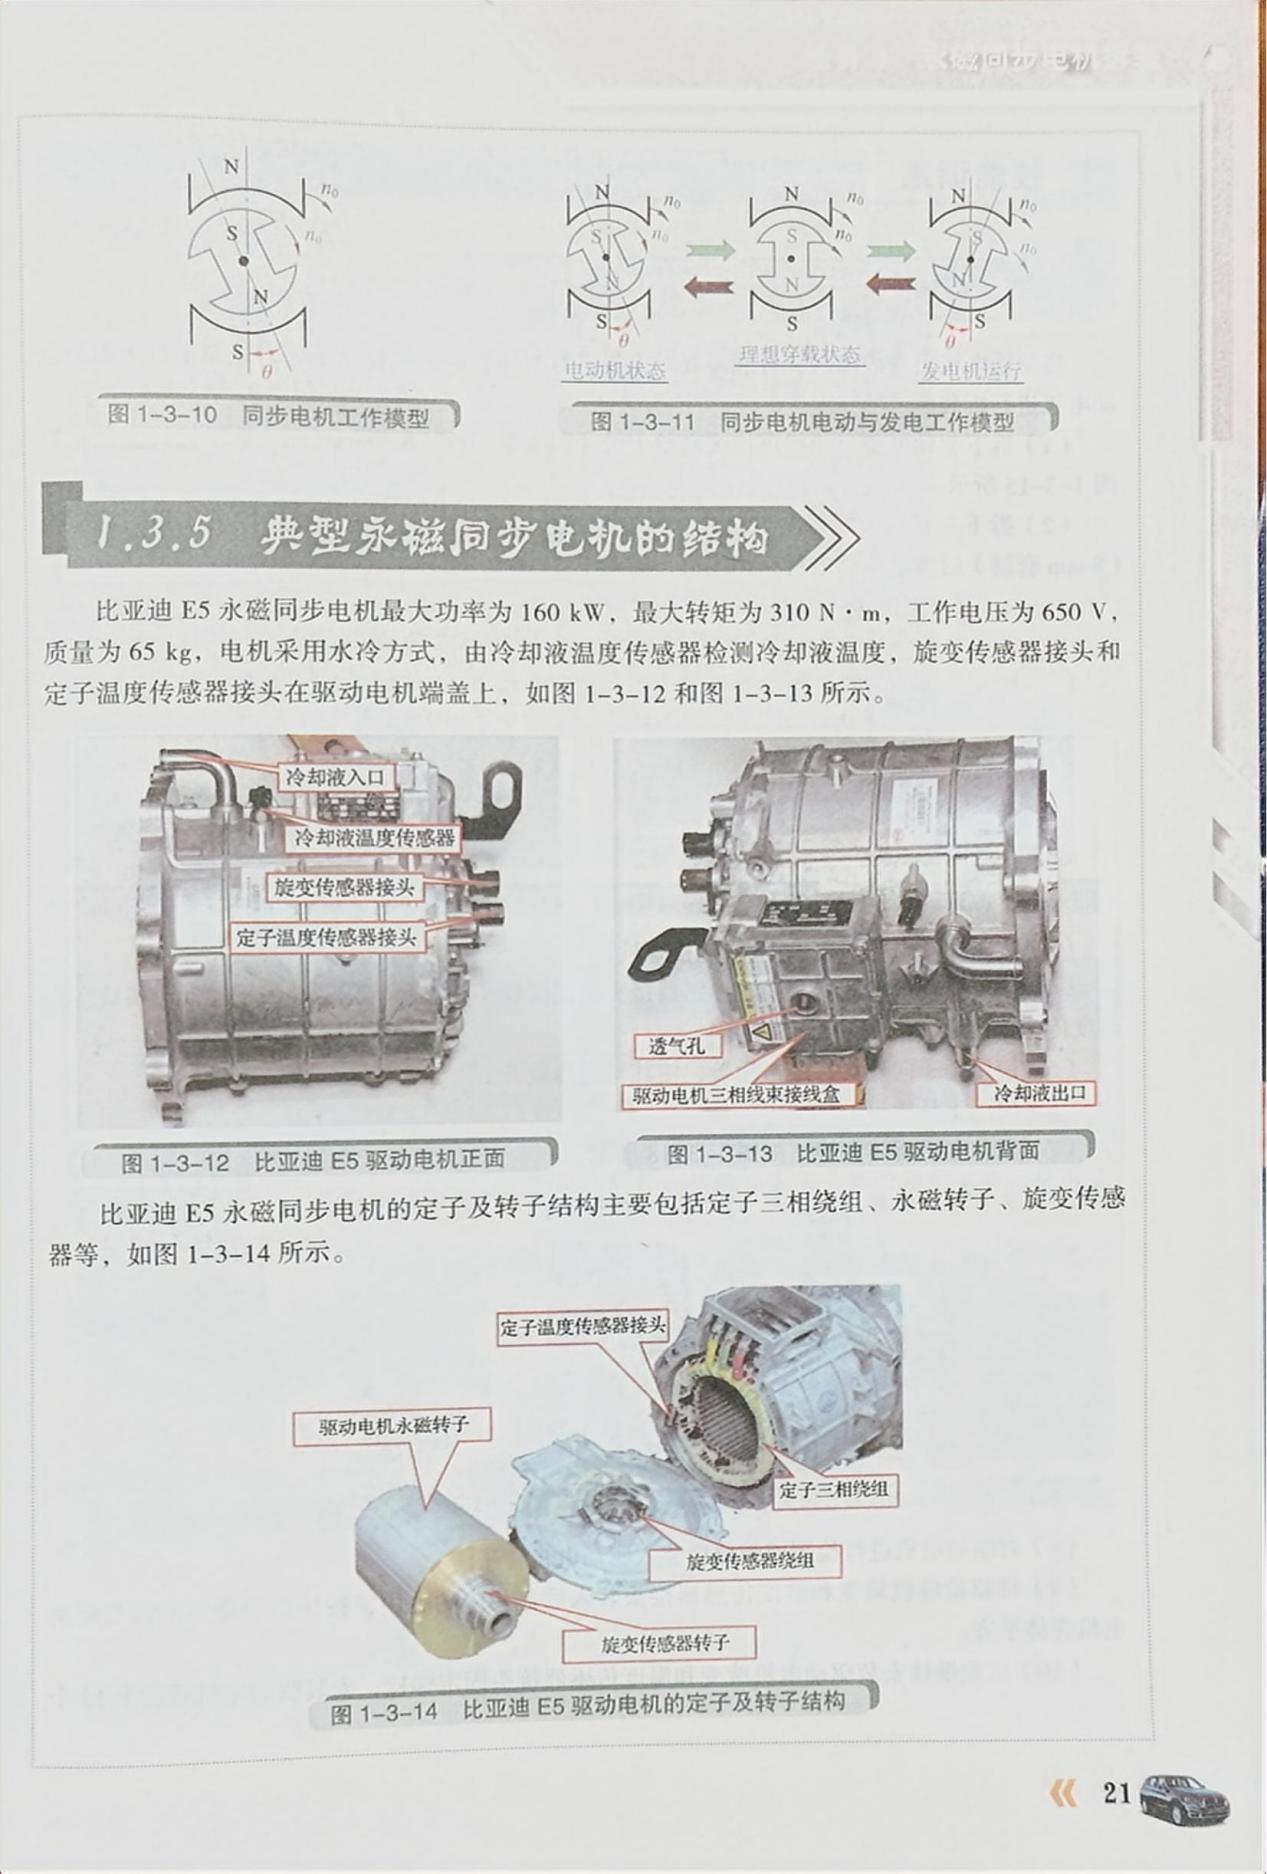 永磁同步电机
N
n₀
S
n₀
N
S
θ
N
n₀
S
n₀
N
S
θ
电动机状态
N
n₀
S
n₀
N
S
理想穿载状态
N
n₀
S
n₀
N
S
θ
发电机运行
图 1-3-10 同步电机工作模型
图 1-3-11 同步电机电动与发电工作模型
1.3.5 典型永磁同步电机的结构
比亚迪 E5 永磁同步电机最大功率为 160 kW，最大转矩为 310 N·m，工作电压为 650 V，
质量为 65 kg，电机采用水冷方式，由冷却液温度传感器检测冷却液温度，旋变传感器接头和
定子温度传感器接头在驱动电机端盖上，如图 1-3-12 和图 1-3-13 所示。
冷却液入口
冷却液温度传感器
旋变传感器接头
定子温度传感器接头
透气孔
驱动电机三相线束接线盒
冷却液出口
图 1-3-12 比亚迪 E5 驱动电机正面
图 1-3-13 比亚迪 E5 驱动电机背面
比亚迪 E5 永磁同步电机的定子及转子结构主要包括定子三相绕组、永磁转子、旋变传感
器等，如图 1-3-14 所示。
定子温度传感器接头
驱动电机永磁转子
定子三相绕组
旋变传感器绕组
旋变传感器转子
图 1-3-14 比亚迪 E5 驱动电机的定子及转子结构
21